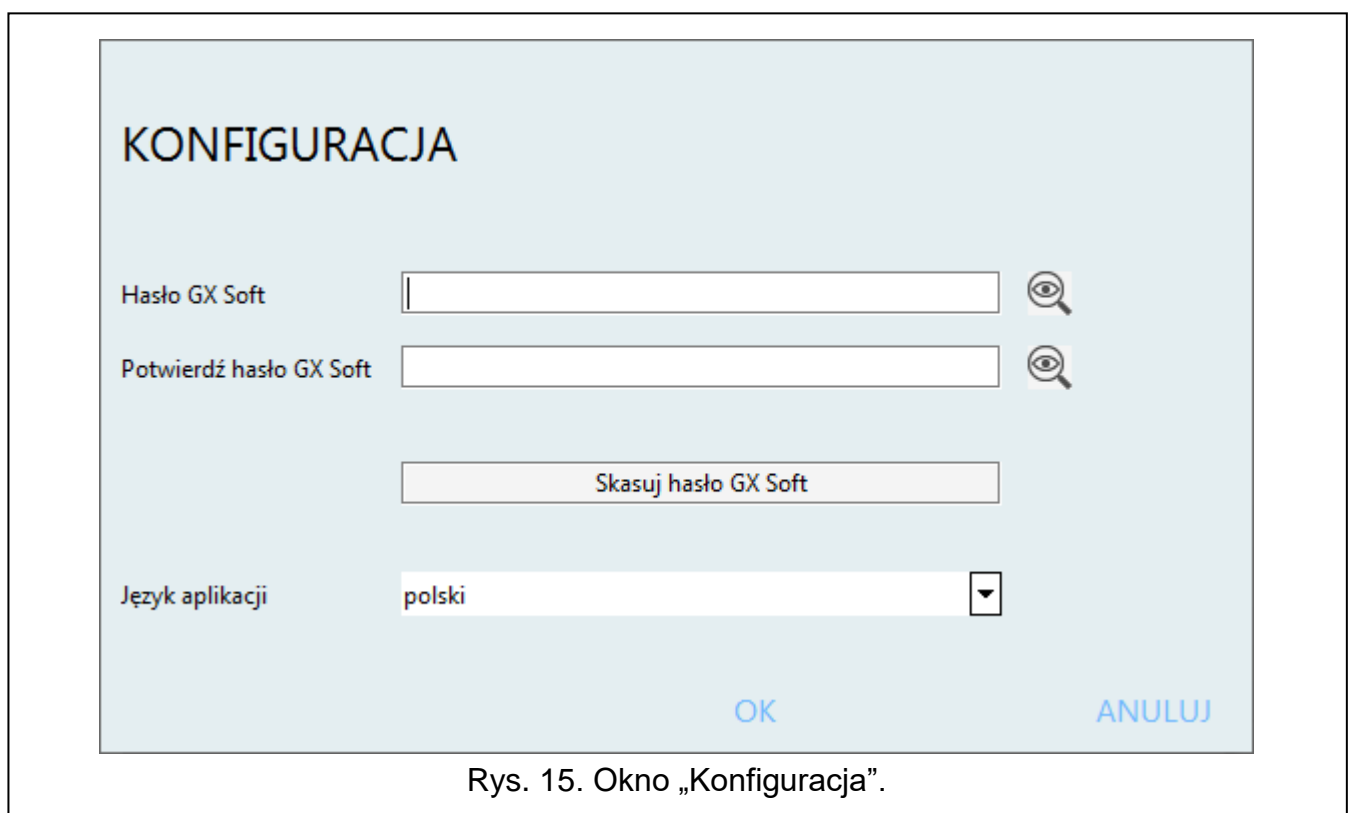 KONFIGURACJA
Hasło GX Soft
Potwierdź hasło GX Soft
Skasuj hasło GX Soft
Język aplikacji polski
OK ANULUJ
Rys. 15. Okno „Konfiguracja”.